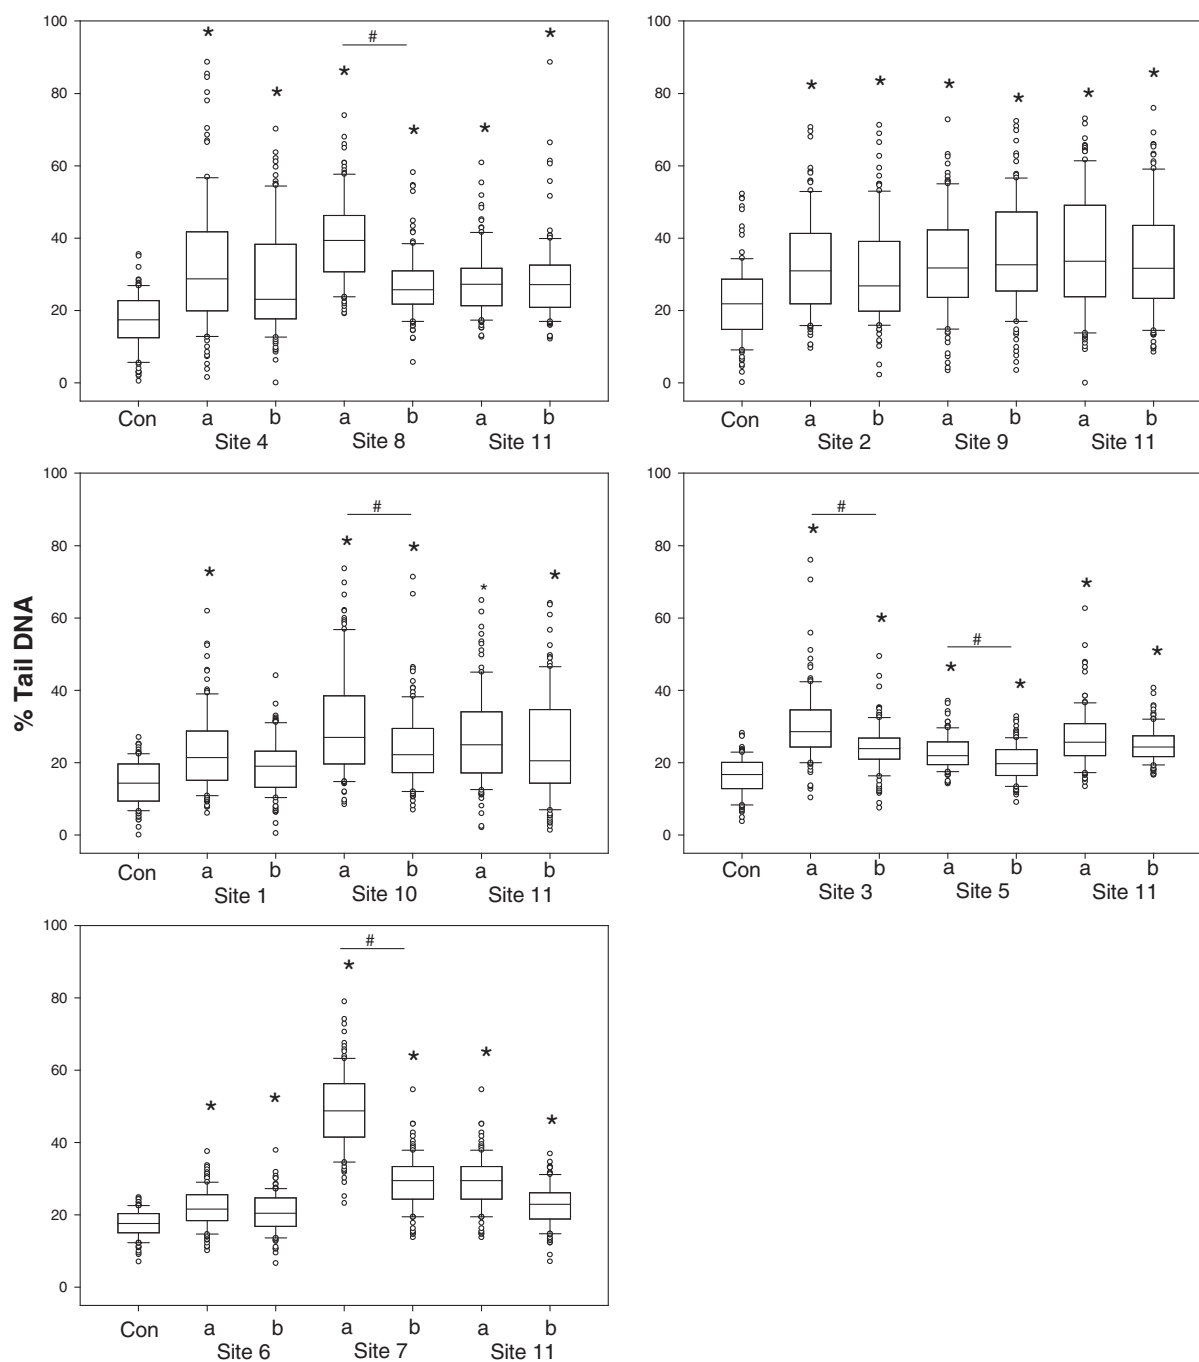 % Tail DNA
100
80
60
40
20
0
* # * * * * *
Con a b a b a b
Site 4 Site 8 Site 11
100
80
60
40
20
0
* * * * * *
Con a b a b a b
Site 2 Site 9 Site 11
100
80
60
40
20
0
* # * * * *
Con a b a b a b
Site 1 Site 10 Site 11
100
80
60
40
20
0
# * * # * * * *
Con a b a b a b
Site 3 Site 5 Site 11
100
80
60
40
20
0
* * # * * * *
Con a b a b a b
Site 6 Site 7 Site 11